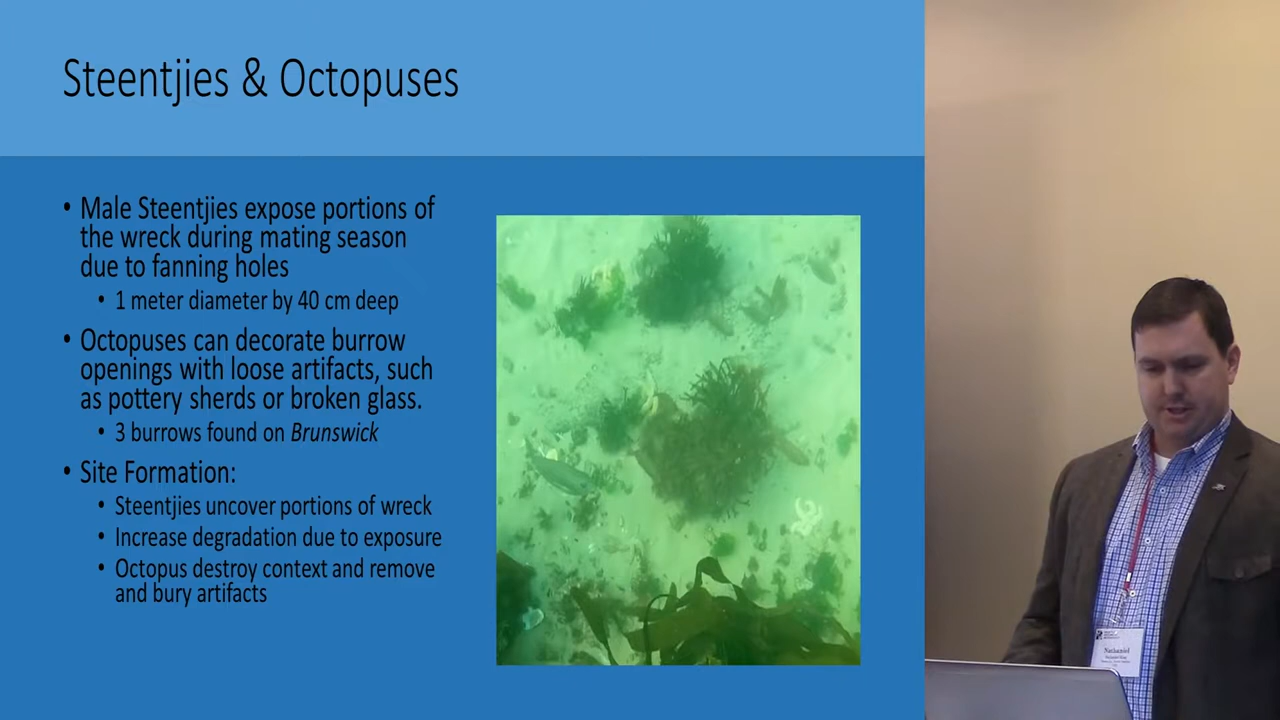 Steentjies & Octopuses
• Male Steentjies expose portions of
the wreck during mating season
due to fanning holes
• 1 meter diameter by 40 cm deep
• Octopuses can decorate burrow
openings with loose artifacts, such
as pottery sherds or broken glass.
• 3 burrows found on Brunswick
• Site Formation:
• Steentjies uncover portions of wreck
• Increase degradation due to exposure
• Octopus destroy context and remove
and bury artifacts
Nathaniel